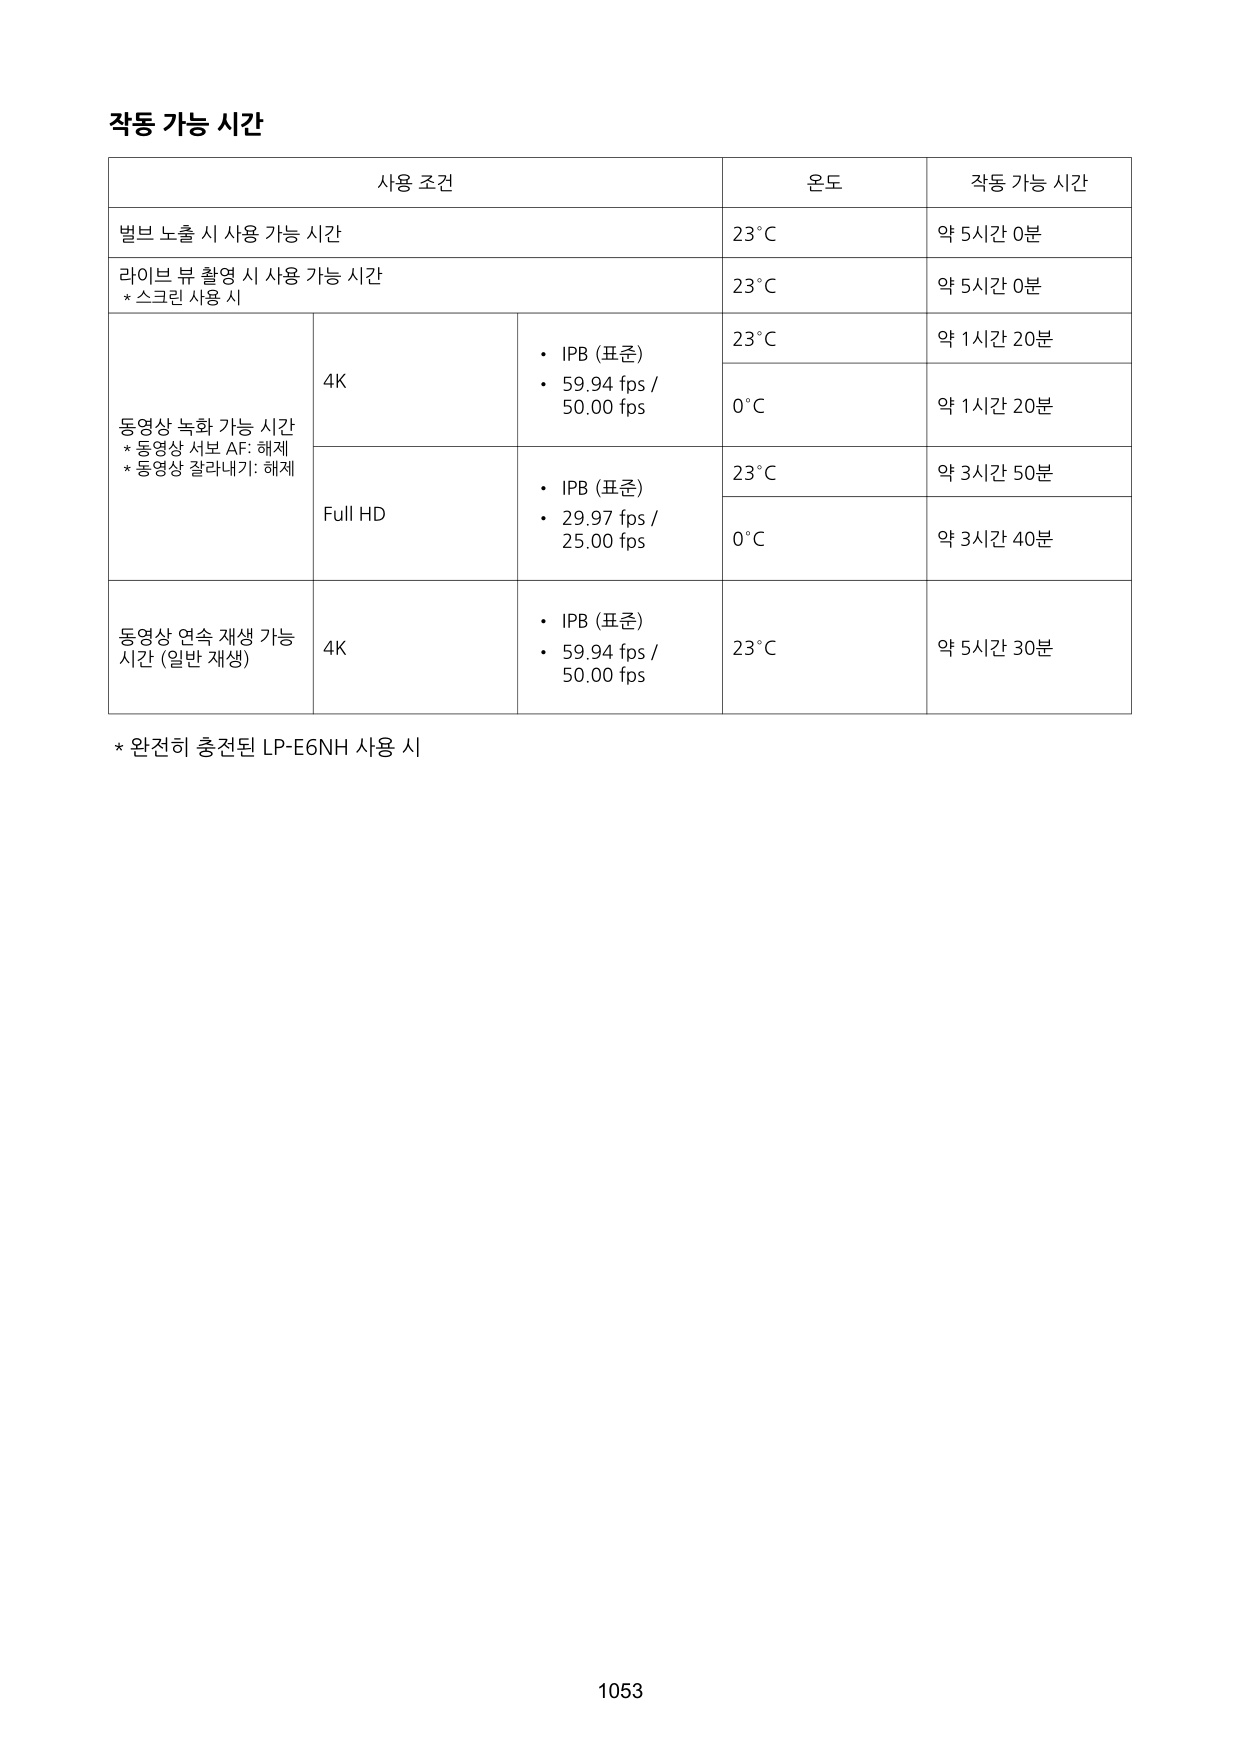 작동 가능 시간
사용 조건 온도 작동 가능 시간
벌브 노출 시 사용 가능 시간 23°C 약 5시간 0분
라이브 뷰 촬영 시 사용 가능 시간
* 스크린 사용 시
23°C 약 5시간 0분
동영상 녹화 가능 시간
* 동영상 서보 AF: 해제
* 동영상 잘라내기: 해제
4K
• IPB (표준)
• 59.94 fps /
50.00 fps
23°C 약 1시간 20분
0°C 약 1시간 20분
Full HD
• IPB (표준)
• 29.97 fps /
25.00 fps
23°C 약 3시간 50분
0°C 약 3시간 40분
동영상 연속 재생 가능
시간 (일반 재생)
4K
• IPB (표준)
• 59.94 fps /
50.00 fps
23°C 약 5시간 30분
* 완전히 충전된 LP-E6NH 사용 시
1053